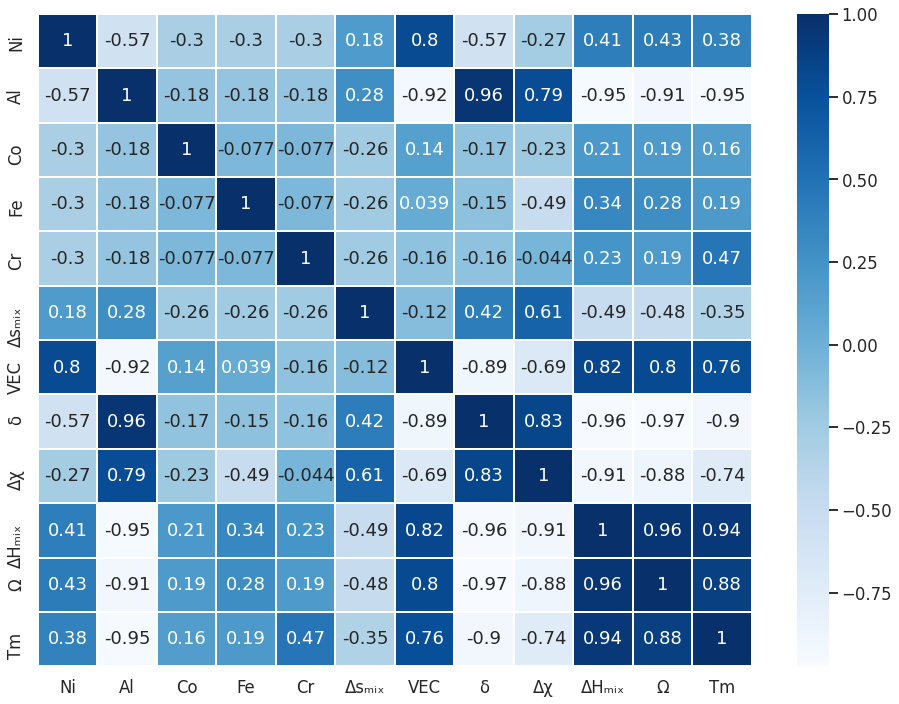 Ni 1 -0.57 -0.3 -0.3 -0.3 0.18 0.8 -0.57 -0.27 0.41 0.43 0.38
Al -0.57 1 -0.18 -0.18 -0.18 0.28 -0.92 0.96 0.79 -0.95 -0.91 -0.95
Co -0.3 -0.18 1 -0.077 -0.077 -0.26 0.14 -0.17 -0.23 0.21 0.19 0.16
Fe -0.3 -0.18 -0.077 1 -0.077 -0.26 0.039 -0.15 -0.49 0.34 0.28 0.19
Cr -0.3 -0.18 -0.077 -0.077 1 -0.26 -0.16 -0.16 -0.044 0.23 0.19 0.47
Δsₘᵢₓ 0.18 0.28 -0.26 -0.26 -0.26 1 -0.12 0.42 0.61 -0.49 -0.48 -0.35
VEC 0.8 -0.92 0.14 0.039 -0.16 -0.12 1 -0.89 -0.69 0.82 0.8 0.76
δ -0.57 0.96 -0.17 -0.15 -0.16 0.42 -0.89 1 0.83 -0.96 -0.97 -0.9
Δχ -0.27 0.79 -0.23 -0.49 -0.044 0.61 -0.69 0.83 1 -0.91 -0.88 -0.74
ΔHₘᵢₓ 0.41 -0.95 0.21 0.34 0.23 -0.49 0.82 -0.96 -0.91 1 0.96 0.94
Ω 0.43 -0.91 0.19 0.28 0.19 -0.48 0.8 -0.97 -0.88 0.96 1 0.88
Tm 0.38 -0.95 0.16 0.19 0.47 -0.35 0.76 -0.9 -0.74 0.94 0.88 1
Ni Al Co Fe Cr Δsₘᵢₓ VEC δ Δχ ΔHₘᵢₓ Ω Tm
1.00
0.75
0.50
0.25
0.00
−0.25
−0.50
−0.75